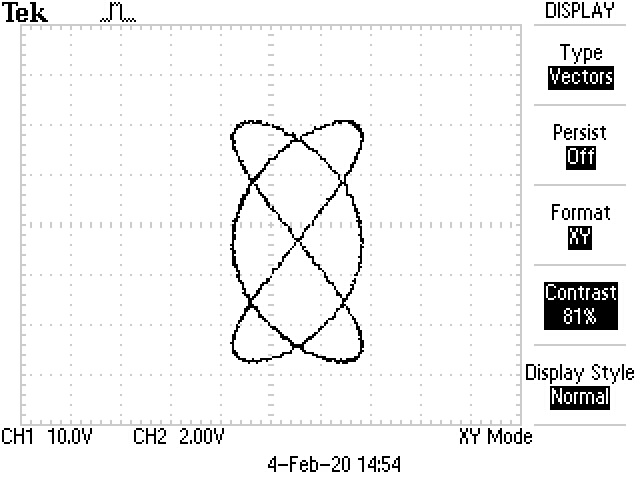 Tek
DISPLAY
Type
Vectors
Persist
Off
Format
XY
Contrast
81%
Display Style
Normal
CH1 10.0V CH2 2.00V XY Mode
4-Feb-20 14:54